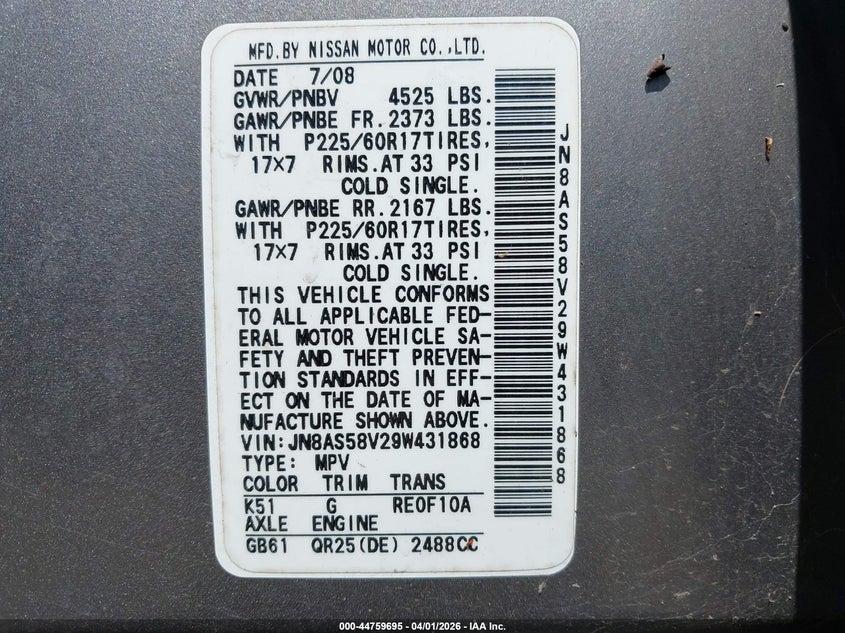 MFD.BY NISSAN MOTOR CO.,LTD.
DATE 7/08
GVWR/PNBV 4525 LBS.
GAWR/PNBE FR.2373 LBS.
WITH P225/60R17TIRES,
17×7 RIMS.AT 33 PSI
COLD SINGLE.
GAWR/PNBE RR.2167 LBS.
WITH P225/60R17TIRES,
17×7 RIMS.AT 33 PSI
COLD SINGLE.
THIS VEHICLE CONFORMS
TO ALL APPLICABLE FED-
ERAL MOTOR VEHICLE SA-
FETY AND THEFT PREVEN-
TION STANDARDS IN EFF-
ECT ON THE DATE OF MA-
NUFACTURE SHOWN ABOVE.
VIN:JN8AS58V29W431868
TYPE: MPV
COLOR TRIM TRANS
K51 G RE0F10A
AXLE ENGINE
GB61 QR25(DE) 2488CC
JN8AS58V29W431868
000-44759695 - 04/01/2026 - IAA Inc.